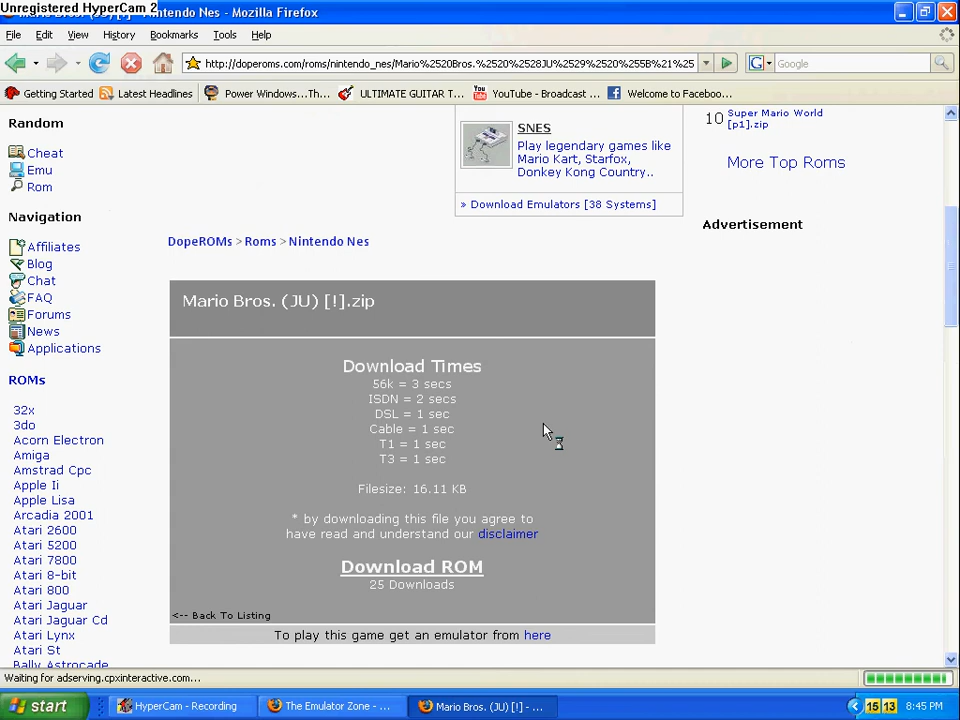 Unregistered HyperCam 2
Nintendo Nes - Mozilla Firefox
File Edit View History Bookmarks Tools Help
http://doperoms.com/roms/nintendo_nes/Mario%2520Bros.%2520%2528JU%2529%2520%255B%21%25
G Google
Getting Started Latest Headlines Power Windows...Th... ULTIMATE GUITAR T... YouTube - Broadcast ... Welcome to Faceboo...
Random
Cheat
Emu
Rom
Navigation
Affiliates
Blog
Chat
FAQ
Forums
News
Applications
ROMs
32x
3do
Acorn Electron
Amiga
Amstrad Cpc
Apple Ii
Apple Lisa
Arcadia 2001
Atari 2600
Atari 5200
Atari 7800
Atari 8-bit
Atari 800
Atari Jaguar
Atari Jaguar Cd
Atari Lynx
Atari St
Bally Astrocade
SNES
Play legendary games like
Mario Kart, Starfox,
Donkey Kong Country..
» Download Emulators [38 Systems]
DopeROMs > Roms > Nintendo Nes
Mario Bros. (JU) [!].zip
Download Times
56k = 3 secs
ISDN = 2 secs
DSL = 1 sec
Cable = 1 sec
T1 = 1 sec
T3 = 1 sec
Filesize: 16.11 KB
* by downloading this file you agree to
have read and understand our disclaimer
Download ROM
25 Downloads
<-- Back To Listing
To play this game get an emulator from here
10 Super Mario World
[p1].zip
More Top Roms
Advertisement
Waiting for adserving.cpxinteractive.com...
start HyperCam - Recording The Emulator Zone - ... Mario Bros. (JU) [!] - ... 15 13 8:45 PM